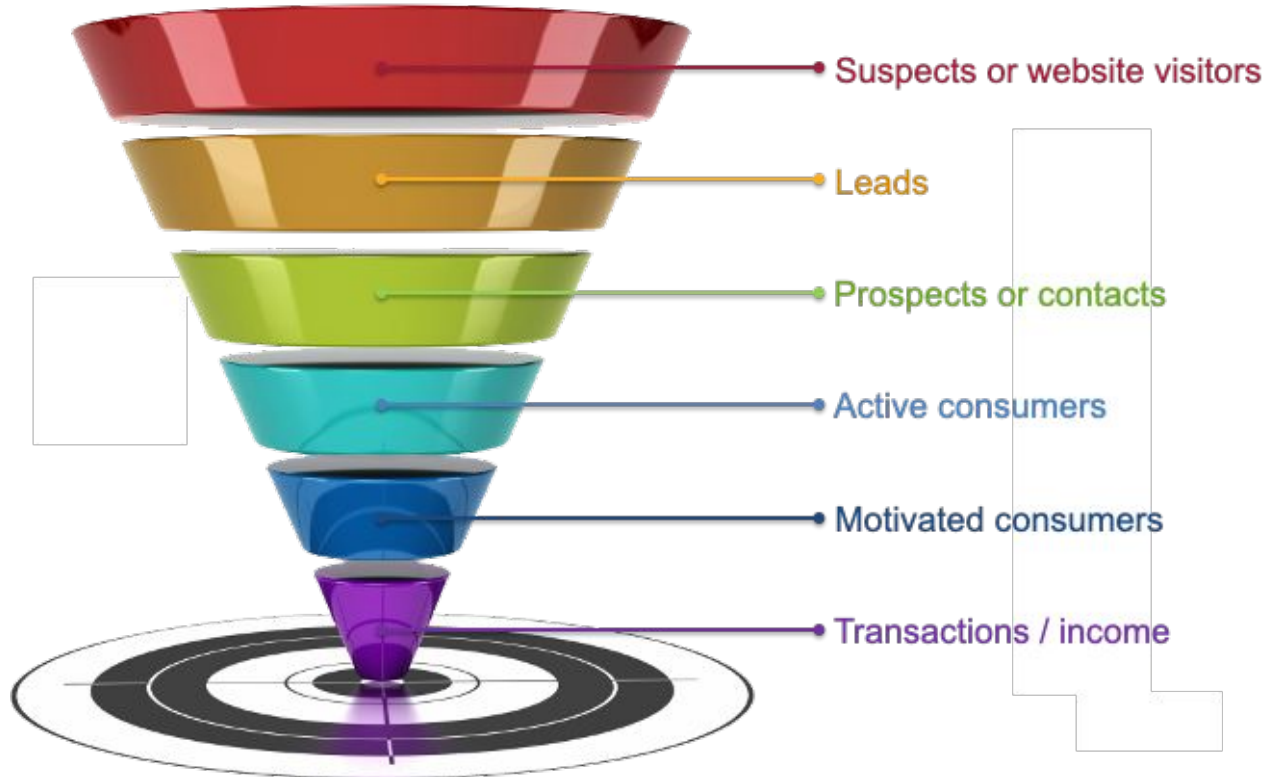 Suspects or website visitors
Leads
Prospects or contacts
Active consumers
Motivated consumers
Transactions / income